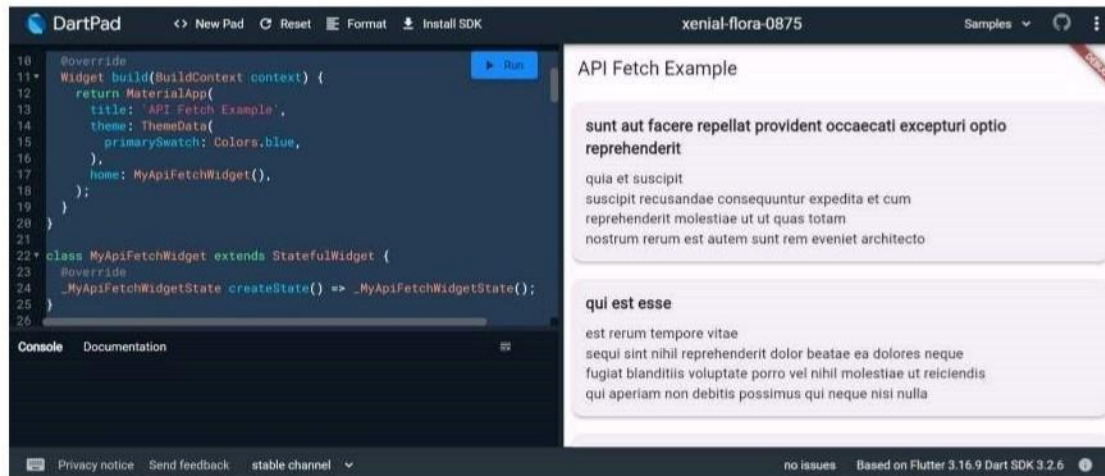 DartPad
<> New Pad
Reset
Format
Install SDK
xenial-flora-0875
Samples
10 @override
11 Widget build(BuildContext context) {
12 return MaterialApp(
13 title: 'API Fetch Example',
14 theme: ThemeData(
15 primarySwatch: Colors.blue,
16 ),
17 home: MyApiFetchWidget(),
18 );
19 }
20 }
21
22 class MyApiFetchWidget extends StatefulWidget {
23 @override
24 _MyApiFetchWidgetState createState() => _MyApiFetchWidgetState();
25 }
26
Run
Console Documentation
API Fetch Example
DEBUG
sunt aut facere repellat provident occaecati excepturi optio
reprehenderit
quia et suscipit
suscipit recusandae consequuntur expedita et cum
reprehenderit molestiae ut ut quas totam
nostrum rerum est autem sunt rem eveniet architecto
qui est esse
est rerum tempore vitae
sequi sint nihil reprehenderit dolor beatae ea dolores neque
fugiat blanditiis voluptate porro vel nihil molestiae ut reiciendis
qui aperiam non debitis possimus qui neque nisi nulla
Privacy notice Send feedback stable channel
no issues Based on Flutter 3.16.9 Dart SDK 3.2.6